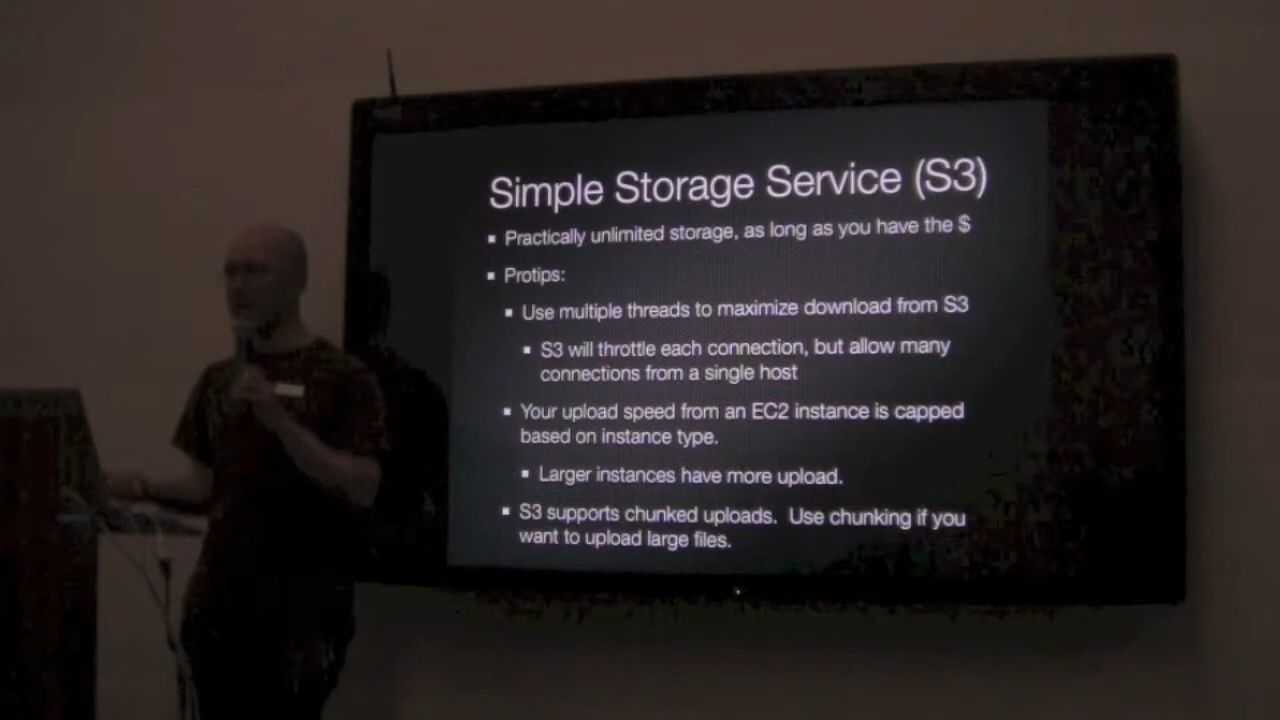 Simple Storage Service (S3)
▪ Practically unlimited storage, as long as you have the $
▪ Protips:
▪ Use multiple threads to maximize download from S3
▪ S3 will throttle each connection, but allow many
connections from a single host
▪ Your upload speed from an EC2 instance is capped
based on instance type.
▪ Larger instances have more upload.
▪ S3 supports chunked uploads.  Use chunking if you
want to upload large files.